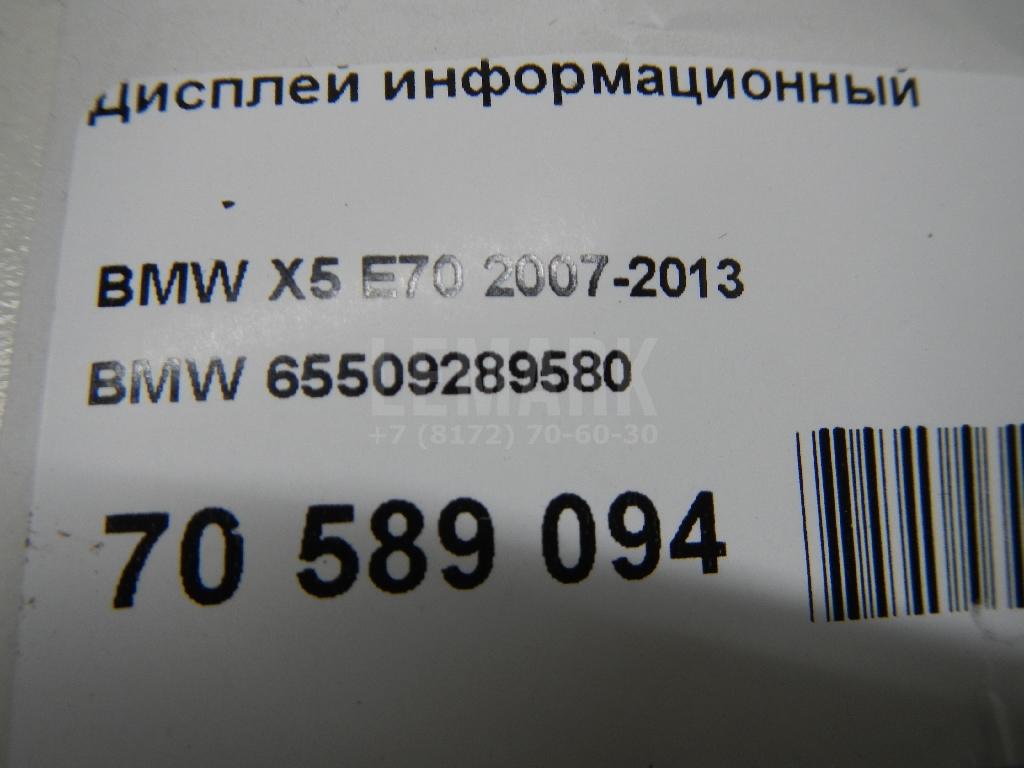 Дисплей информационный
BMW X5 E70 2007-2013
BMW 65509289580
LEMARK
+7 (8172) 70-60-30
70 589 094